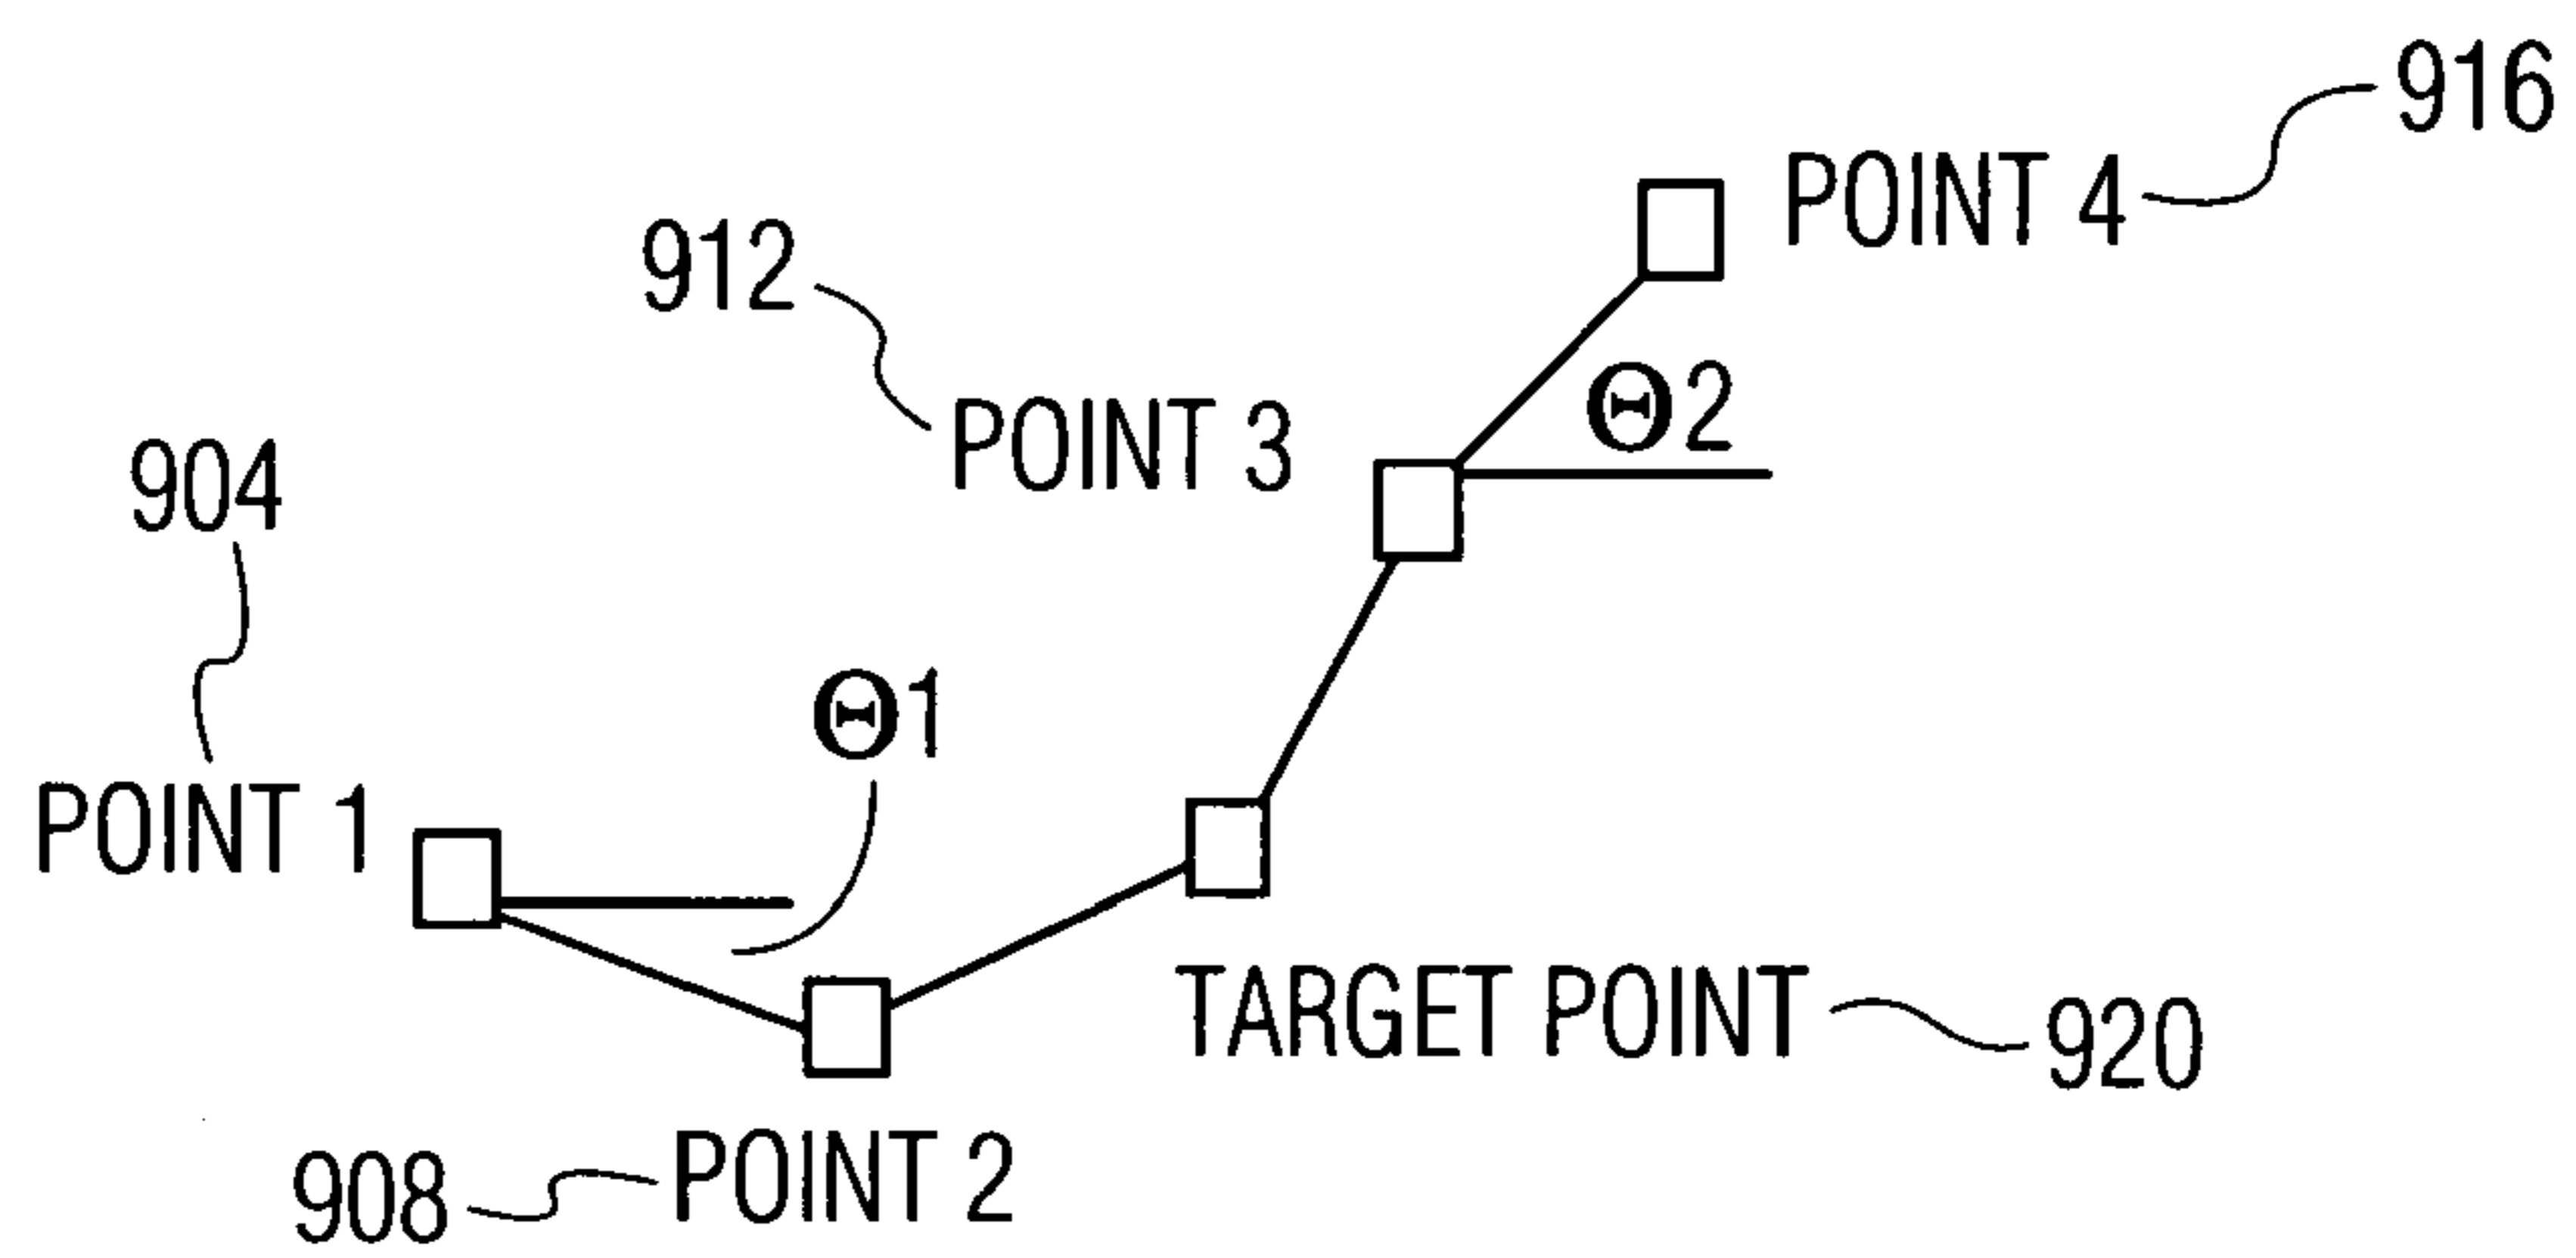 916
POINT 4
912
Θ2
POINT 3
904
Θ1
POINT 1
TARGET POINT
920
POINT 2
908